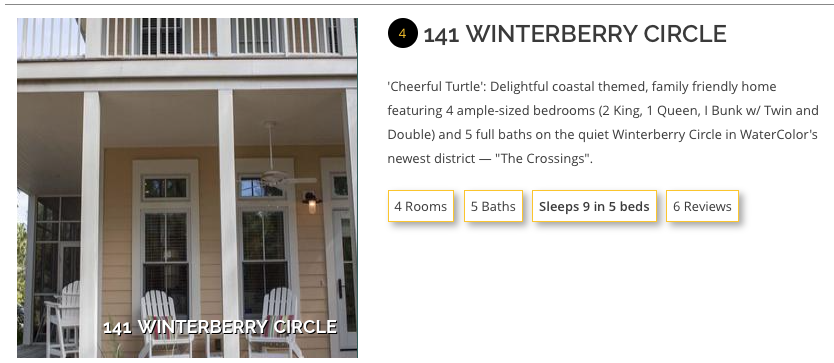 4 141 WINTERBERRY CIRCLE
'Cheerful Turtle': Delightful coastal themed, family friendly home
featuring 4 ample-sized bedrooms (2 King, 1 Queen, I Bunk w/ Twin and
Double) and 5 full baths on the quiet Winterberry Circle in WaterColor's
newest district — "The Crossings".
4 Rooms 5 Baths Sleeps 9 in 5 beds 6 Reviews
141 WINTERBERRY CIRCLE